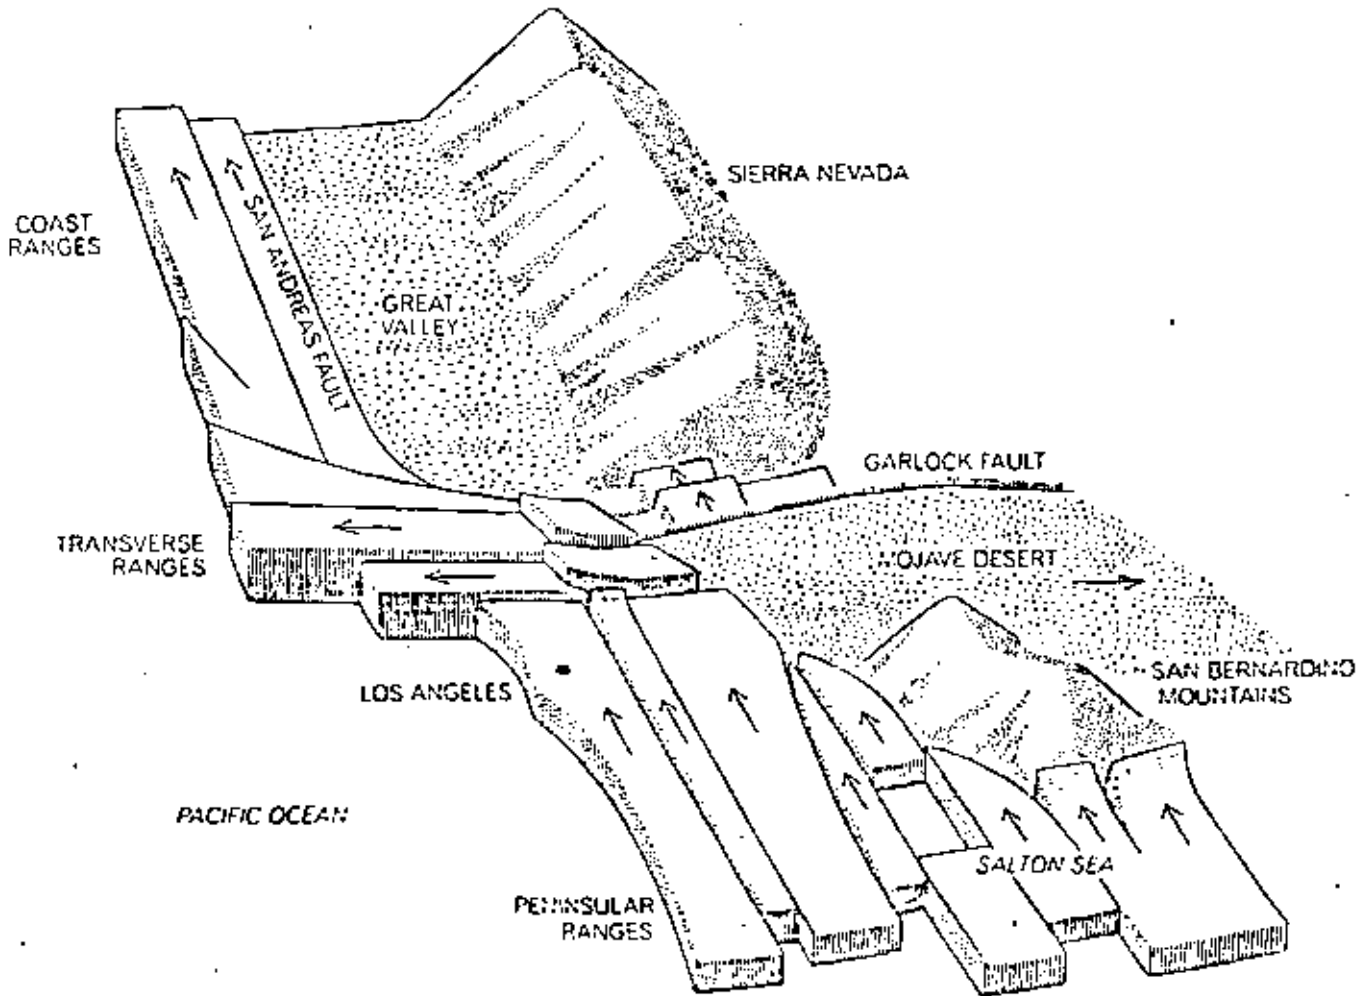 SIERRA NEVADA
COAST
RANGES
SAN ANDREAS FAULT
GREAT
VALLEY
GARLOCK FAULT
TRANSVERSE
RANGES
MOJAVE DESERT
SAN BERNARDINO
MOUNTAINS
LOS ANGELES
PACIFIC OCEAN
SALTON SEA
PENINSULAR
RANGES